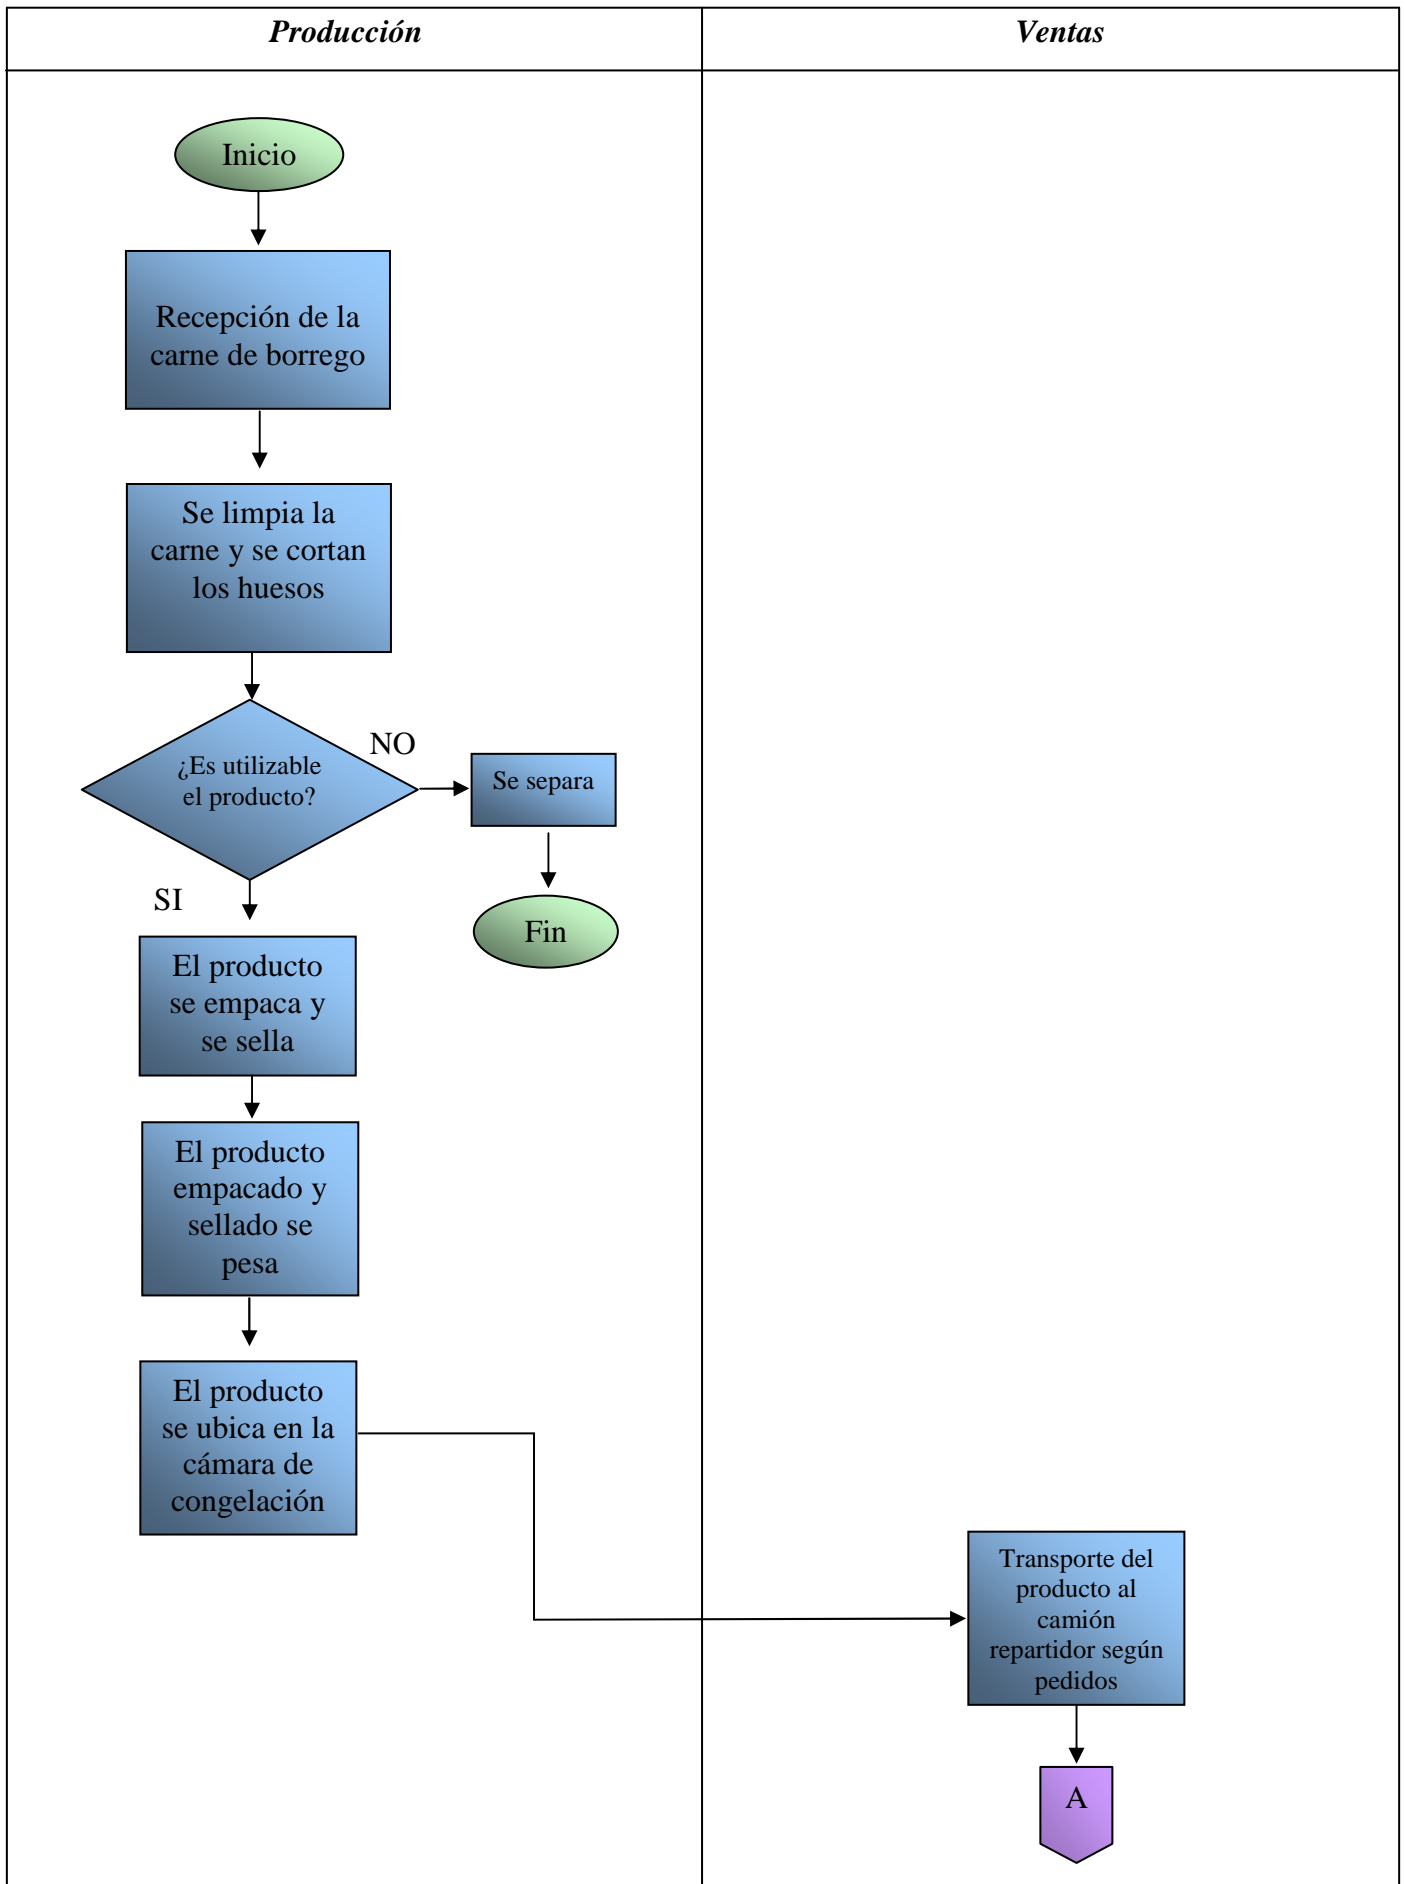 Producción
Ventas
Inicio
Recepción de la
carne de borrego
Se limpia la
carne y se cortan
los huesos
¿Es utilizable
el producto?
NO
Se separa
Fin
SI
El producto
se empaca y
se sella
El producto
empacado y
sellado se
pesa
El producto
se ubica en la
cámara de
congelación
Transporte del
producto al
camión
repartidor según
pedidos
A